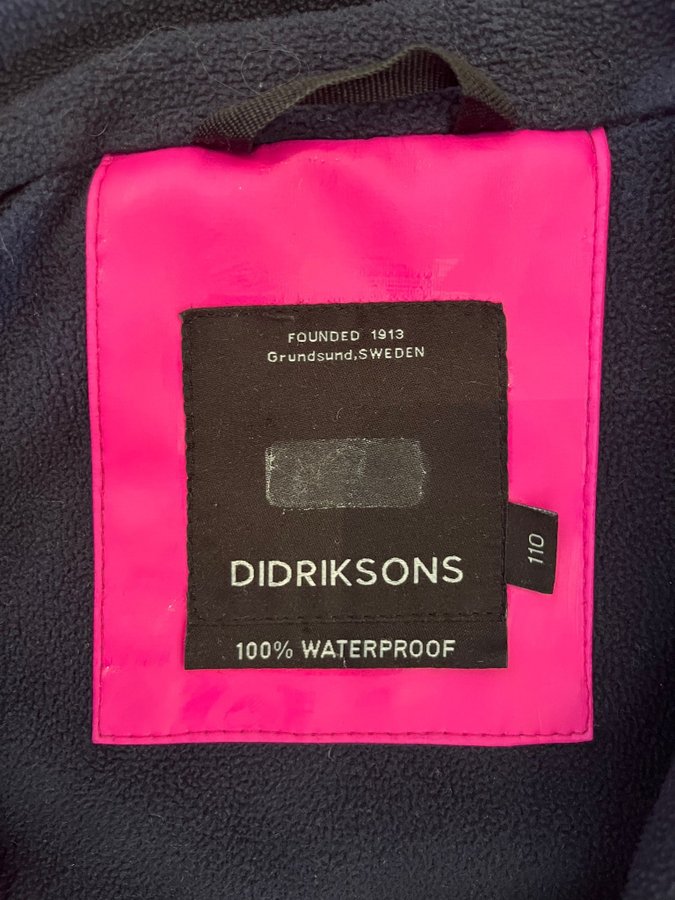 FOUNDED 1913
Grundsund,SWEDEN
DIDRIKSONS
110
100% WATERPROOF